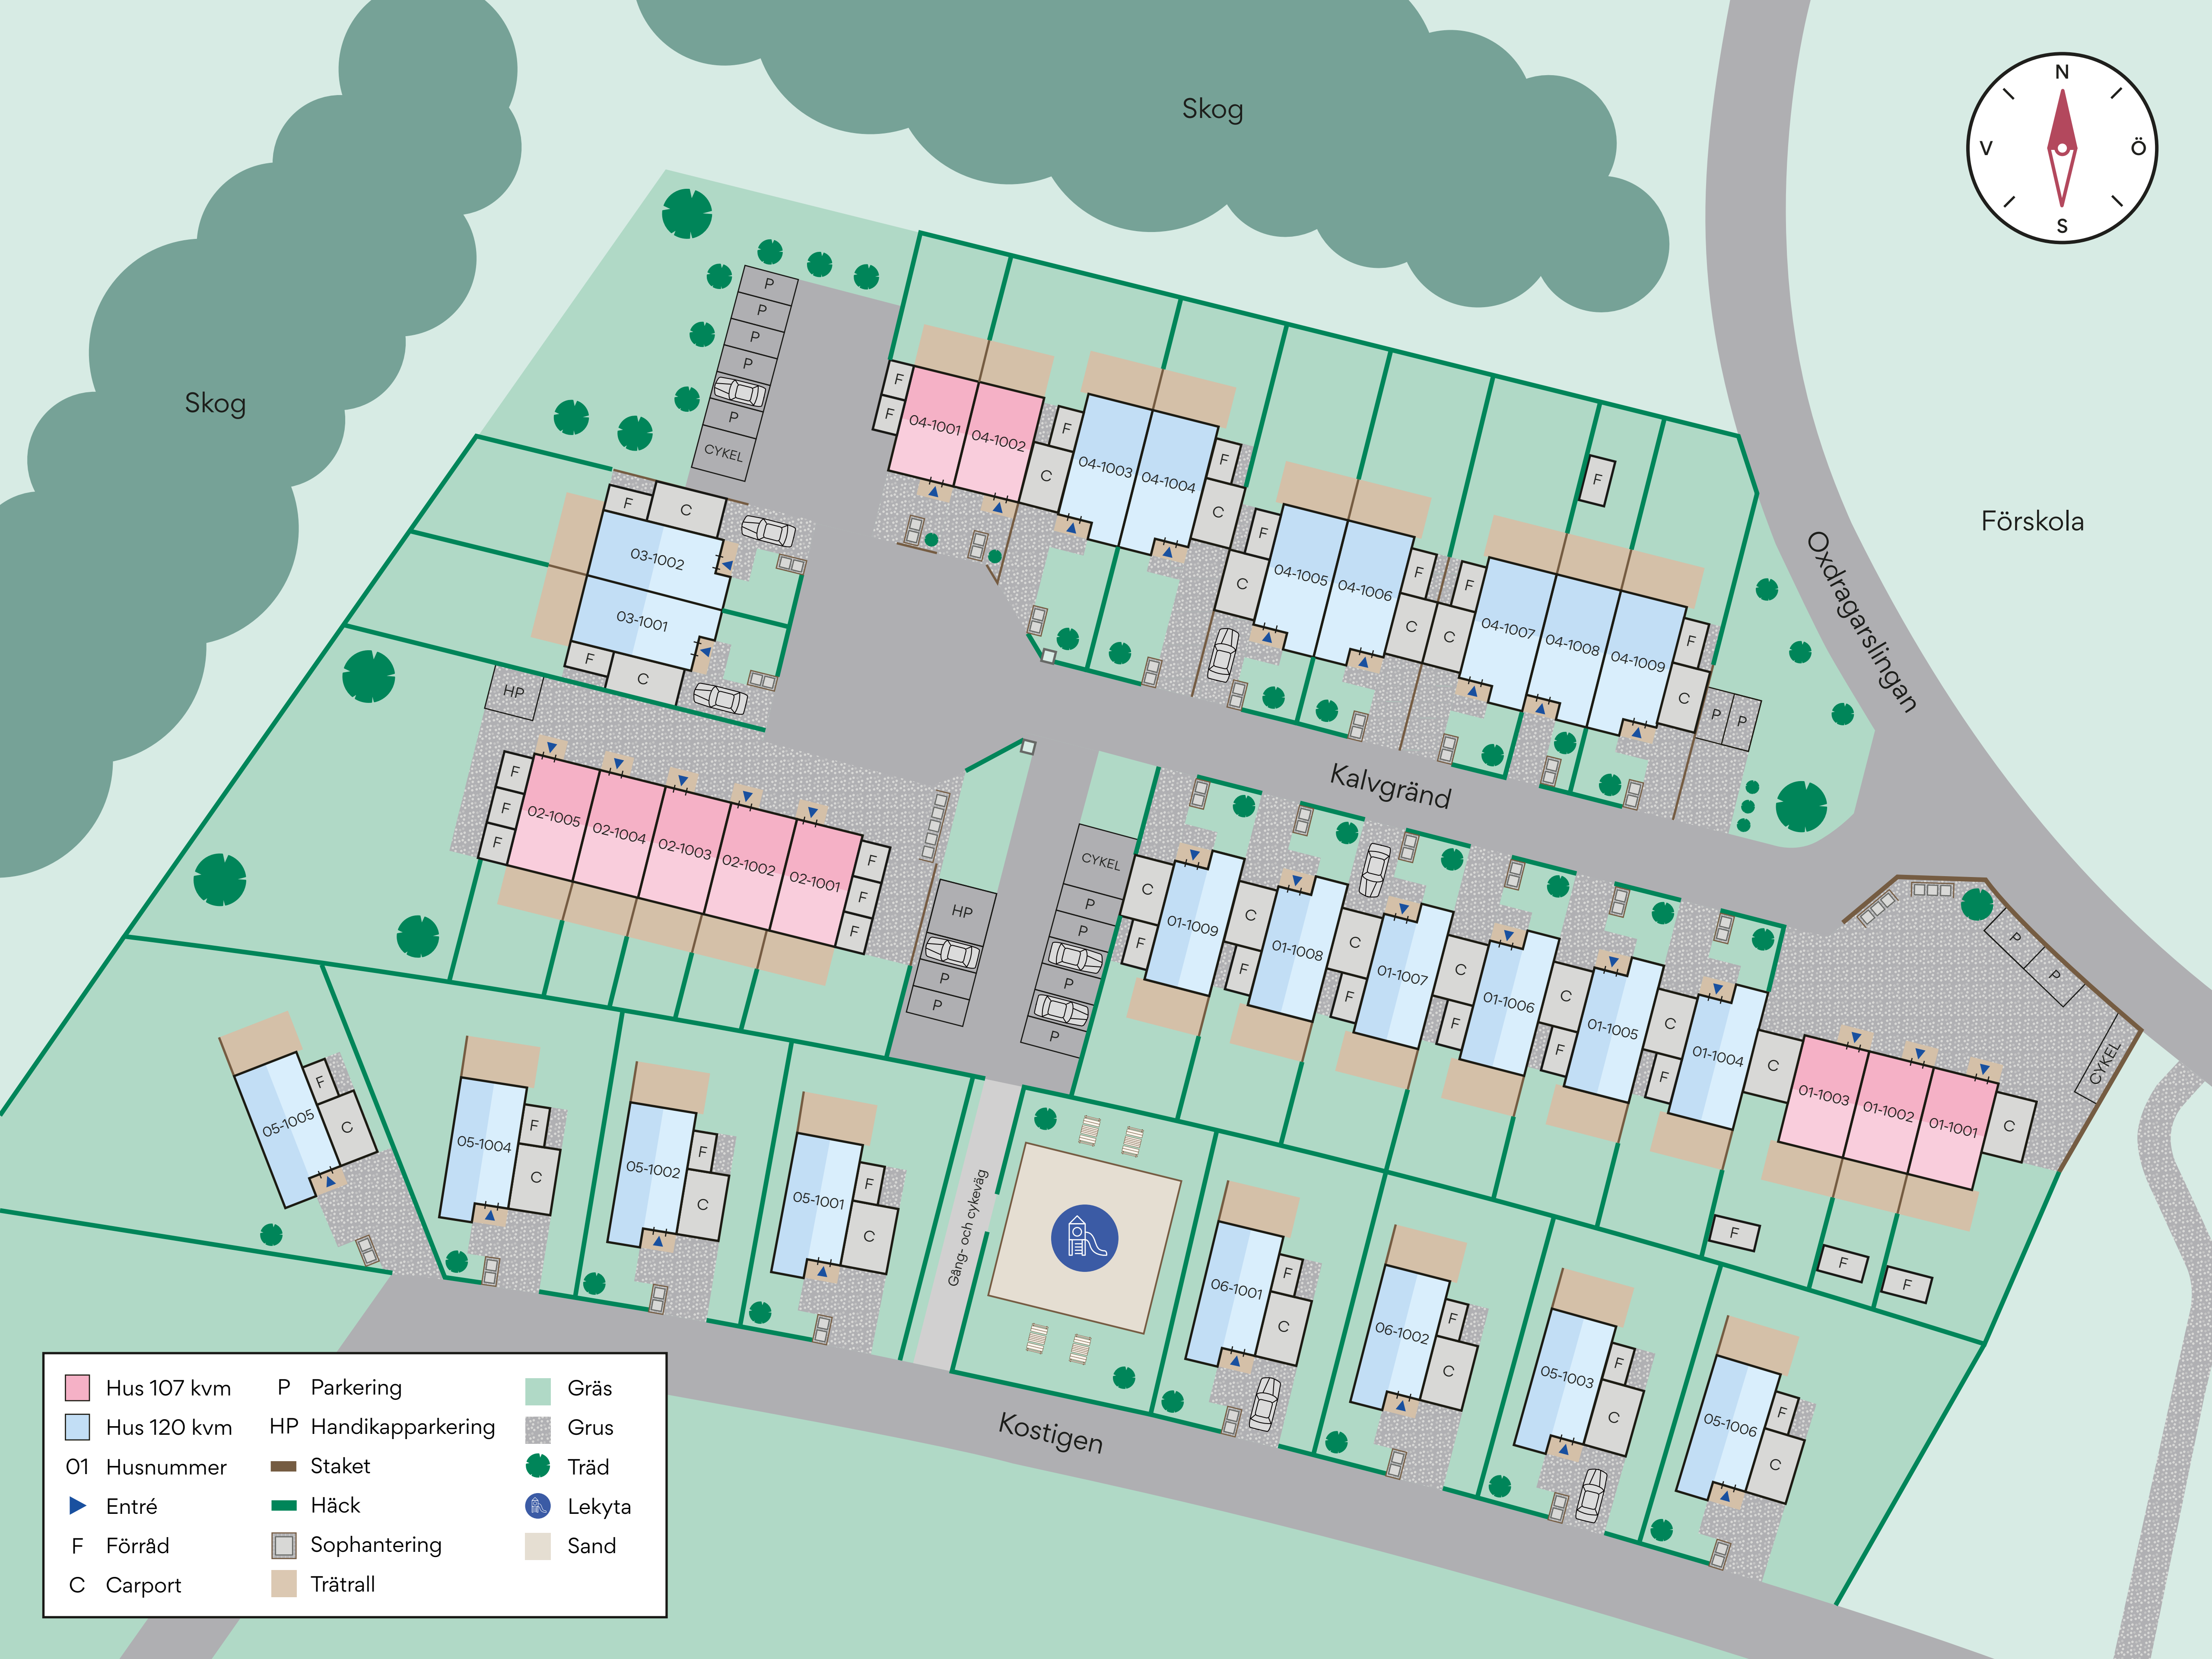 Skog
N
V
Ö
S
Skog
Förskola
Oxdragarslingan
P
P
P
P
P
CYKEL
F
F
04-1001
04-1002
F
C
04-1003
04-1004
F
C
F
C
04-1005
04-1006
F
C
F
C
04-1007
04-1008
04-1009
F
F
C
P
P
F
C
03-1002
03-1001
F
C
HP
Kalvgränd
F
F
F
02-1005
02-1004
02-1003
02-1002
02-1001
F
F
F
HP
P
P
CYKEL
P
P
P
P
C
F
01-1009
C
F
01-1008
C
F
01-1007
C
F
01-1006
C
F
01-1005
C
F
01-1004
C
01-1003
01-1002
01-1001
C
P
P
CYKEL
F
F
F
05-1005
F
C
05-1004
F
C
05-1002
F
C
05-1001
F
C
Gång- och cykelväg
06-1001
F
C
06-1002
F
C
05-1003
F
C
05-1006
F
C
Kostigen
Hus 107 kvm
Hus 120 kvm
01 Husnummer
Entré
F Förråd
C Carport
P Parkering
HP Handikapparkering
Staket
Häck
Sophantering
Trätrall
Gräs
Grus
Träd
Lekyta
Sand